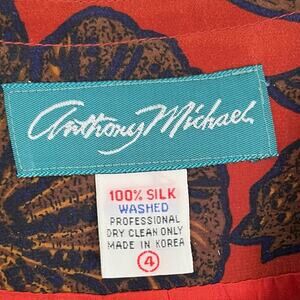 Anthony Michael
100% SILK
WASHED
PROFESSIONAL
DRY CLEAN ONLY
MADE IN KOREA
4